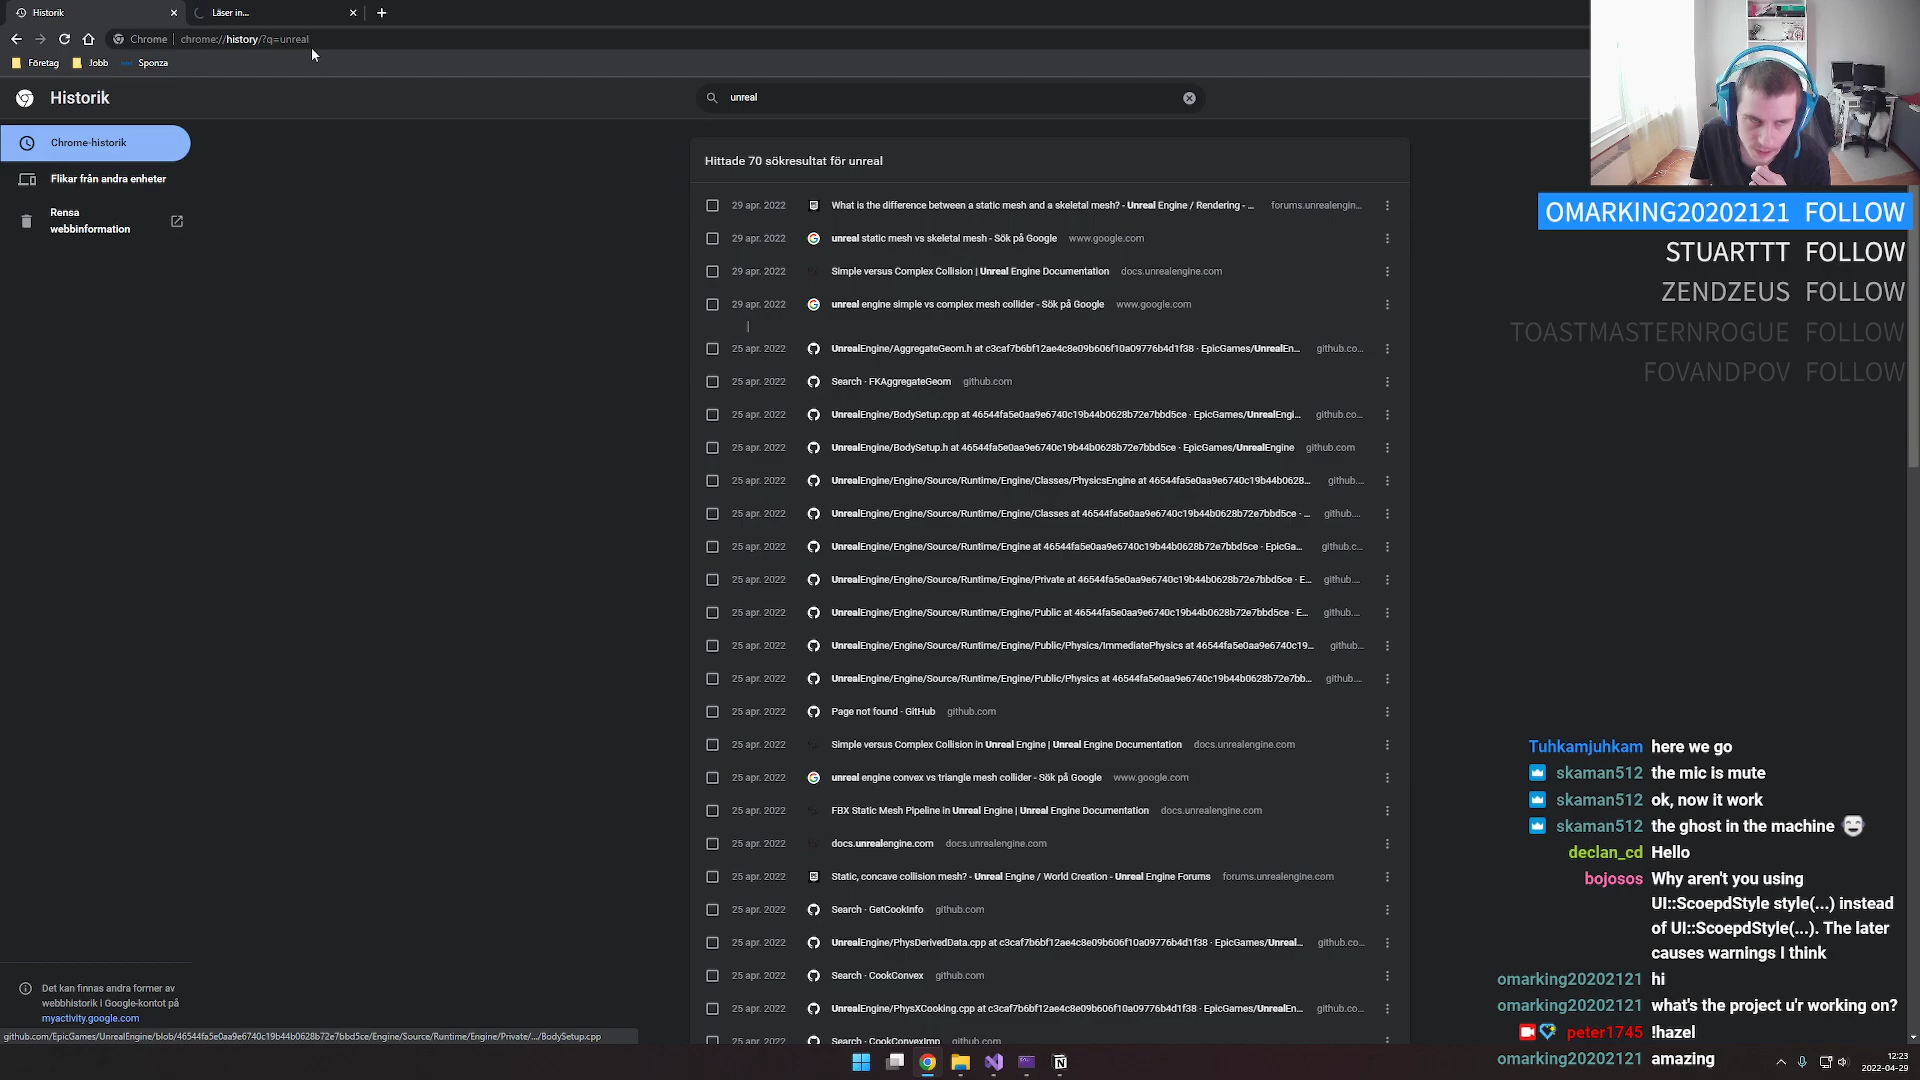 Historik
Läser in...
Chrome
chrome://history/?q=unreal
Företag
Jobb
Sponza
Historik
unreal
Chrome-historik
Flikar från andra enheter
Rensa
webbinformation
Hittade 70 sökresultat för unreal
29 apr. 2022 What is the difference between a static mesh and a skeletal mesh? - Unreal Engine / Rendering - ... forums.unrealengin...
29 apr. 2022 unreal static mesh vs skeletal mesh - Sök på Google www.google.com
29 apr. 2022 Simple versus Complex Collision | Unreal Engine Documentation docs.unrealengine.com
29 apr. 2022 unreal engine simple vs complex mesh collider - Sök på Google www.google.com
25 apr. 2022 UnrealEngine/AggregateGeom.h at c3caf7b6bf12ae4c8e09b606f10a09776b4d1f38 · EpicGames/UnrealEn... github.co...
25 apr. 2022 Search · FKAggregateGeom github.com
25 apr. 2022 UnrealEngine/BodySetup.cpp at 46544fa5e0aa9e6740c19b44b0628b72e7bbd5ce · EpicGames/UnrealEngi... github.co...
25 apr. 2022 UnrealEngine/BodySetup.h at 46544fa5e0aa9e6740c19b44b0628b72e7bbd5ce · EpicGames/UnrealEngine github.com
25 apr. 2022 UnrealEngine/Engine/Source/Runtime/Engine/Classes/PhysicsEngine at 46544fa5e0aa9e6740c19b44b0628... github....
25 apr. 2022 UnrealEngine/Engine/Source/Runtime/Engine/Classes at 46544fa5e0aa9e6740c19b44b0628b72e7bbd5ce · ... github....
25 apr. 2022 UnrealEngine/Engine/Source/Runtime/Engine at 46544fa5e0aa9e6740c19b44b0628b72e7bbd5ce · EpicGa... github.c...
25 apr. 2022 UnrealEngine/Engine/Source/Runtime/Engine/Private at 46544fa5e0aa9e6740c19b44b0628b72e7bbd5ce · E... github....
25 apr. 2022 UnrealEngine/Engine/Source/Runtime/Engine/Public at 46544fa5e0aa9e6740c19b44b0628b72e7bbd5ce · E... github....
25 apr. 2022 UnrealEngine/Engine/Source/Runtime/Engine/Public/Physics/ImmediatePhysics at 46544fa5e0aa9e6740c19... github...
25 apr. 2022 UnrealEngine/Engine/Source/Runtime/Engine/Public/Physics at 46544fa5e0aa9e6740c19b44b0628b72e7bb... github....
25 apr. 2022 Page not found · GitHub github.com
25 apr. 2022 Simple versus Complex Collision in Unreal Engine | Unreal Engine Documentation docs.unrealengine.com
25 apr. 2022 unreal engine convex vs triangle mesh collider - Sök på Google www.google.com
25 apr. 2022 FBX Static Mesh Pipeline in Unreal Engine | Unreal Engine Documentation docs.unrealengine.com
25 apr. 2022 docs.unrealengine.com docs.unrealengine.com
25 apr. 2022 Static, concave collision mesh? - Unreal Engine / World Creation - Unreal Engine Forums forums.unrealengine.com
25 apr. 2022 Search · GetCookInfo github.com
25 apr. 2022 UnrealEngine/PhysDerivedData.cpp at c3caf7b6bf12ae4c8e09b606f10a09776b4d1f38 · EpicGames/Unreal... github.co...
25 apr. 2022 Search · CookConvex github.com
25 apr. 2022 UnrealEngine/PhysXCooking.cpp at c3caf7b6bf12ae4c8e09b606f10a09776b4d1f38 · EpicGames/UnrealEn... github.co...
25 apr. 2022 Search · CookConvexImp github.com
Det kan finnas andra former av
webbhistorik i Google-kontot på
myactivity.google.com
github.com/EpicGames/UnrealEngine/blob/46544fa5e0aa9e6740c19b44b0628b72e7bbd5ce/Engine/Source/Runtime/Engine/Private/.../BodySetup.cpp
OMARKING20202121 FOLLOW
STUARTTT FOLLOW
ZENDZEUS FOLLOW
TOASTMASTERNROGUE FOLLOW
FOVANDPOV FOLLOW
Tuhkamjuhkam here we go
skaman512 the mic is mute
skaman512 ok, now it work
skaman512 the ghost in the machine
declan_cd Hello
bojosos Why aren't you using
UI::ScoepdStyle style(...) instead
of UI::ScoepdStyle(...). The later
causes warnings I think
omarking20202121 hi
omarking20202121 what's the project u'r working on?
peter1745 !hazel
omarking20202121 amazing
12:23
2022-04-29